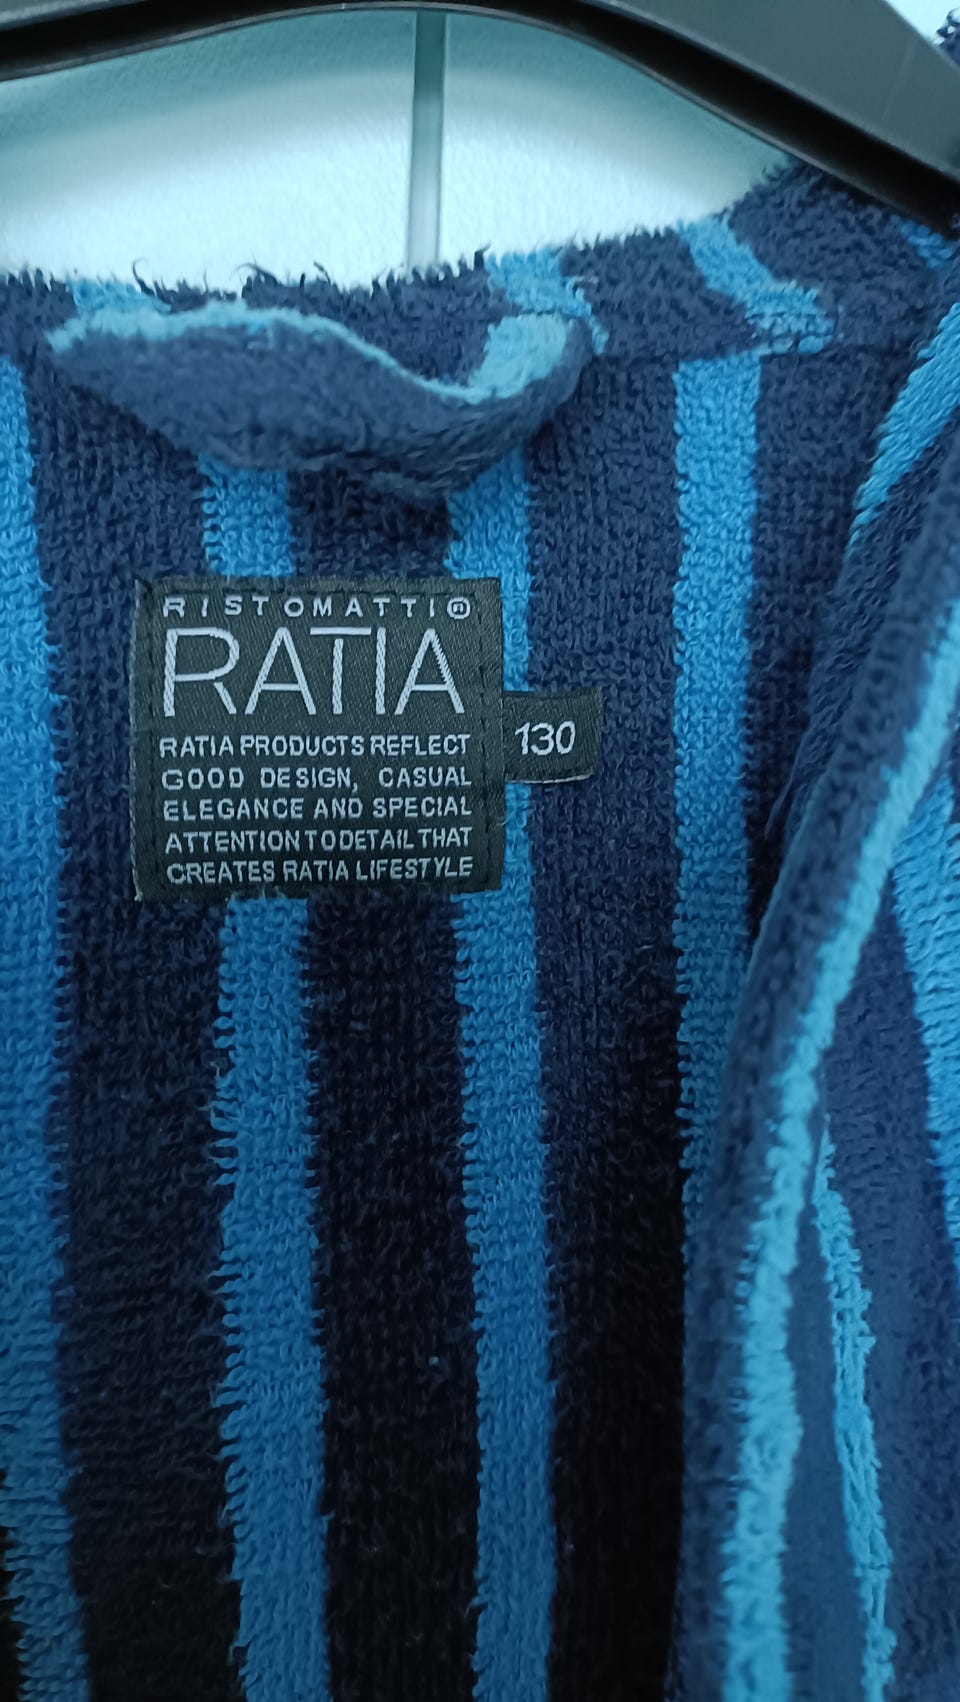 RISTOMATTI®
RATIA
RATIA PRODUCTS REFLECT
GOOD DESIGN, CASUAL
ELEGANCE AND SPECIAL
ATTENTION TO DETAIL THAT
CREATES RATIA LIFESTYLE
130